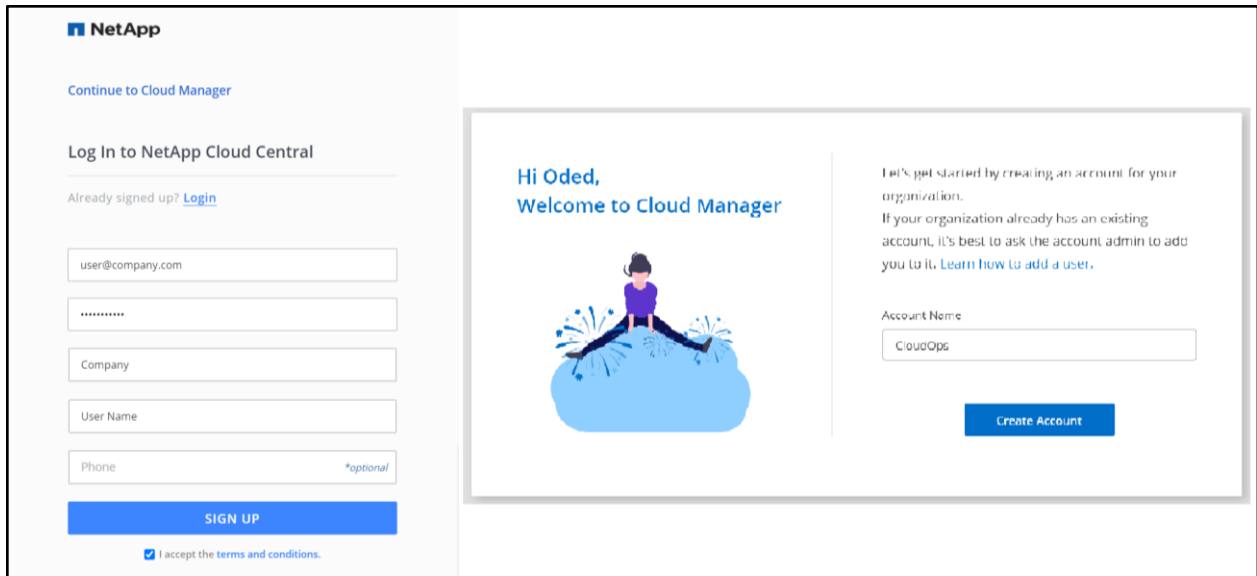 NetApp
Continue to Cloud Manager
Log In to NetApp Cloud Central
Already signed up? Login
user@company.com
•••••••••••
Company
User Name
Phone *optional
SIGN UP
I accept the terms and conditions.
Hi Oded,
Welcome to Cloud Manager
Let's get started by creating an account for your
organization.
If your organization already has an existing
account, it's best to ask the account admin to add
you to it. Learn how to add a user.
Account Name
CloudOps
Create Account